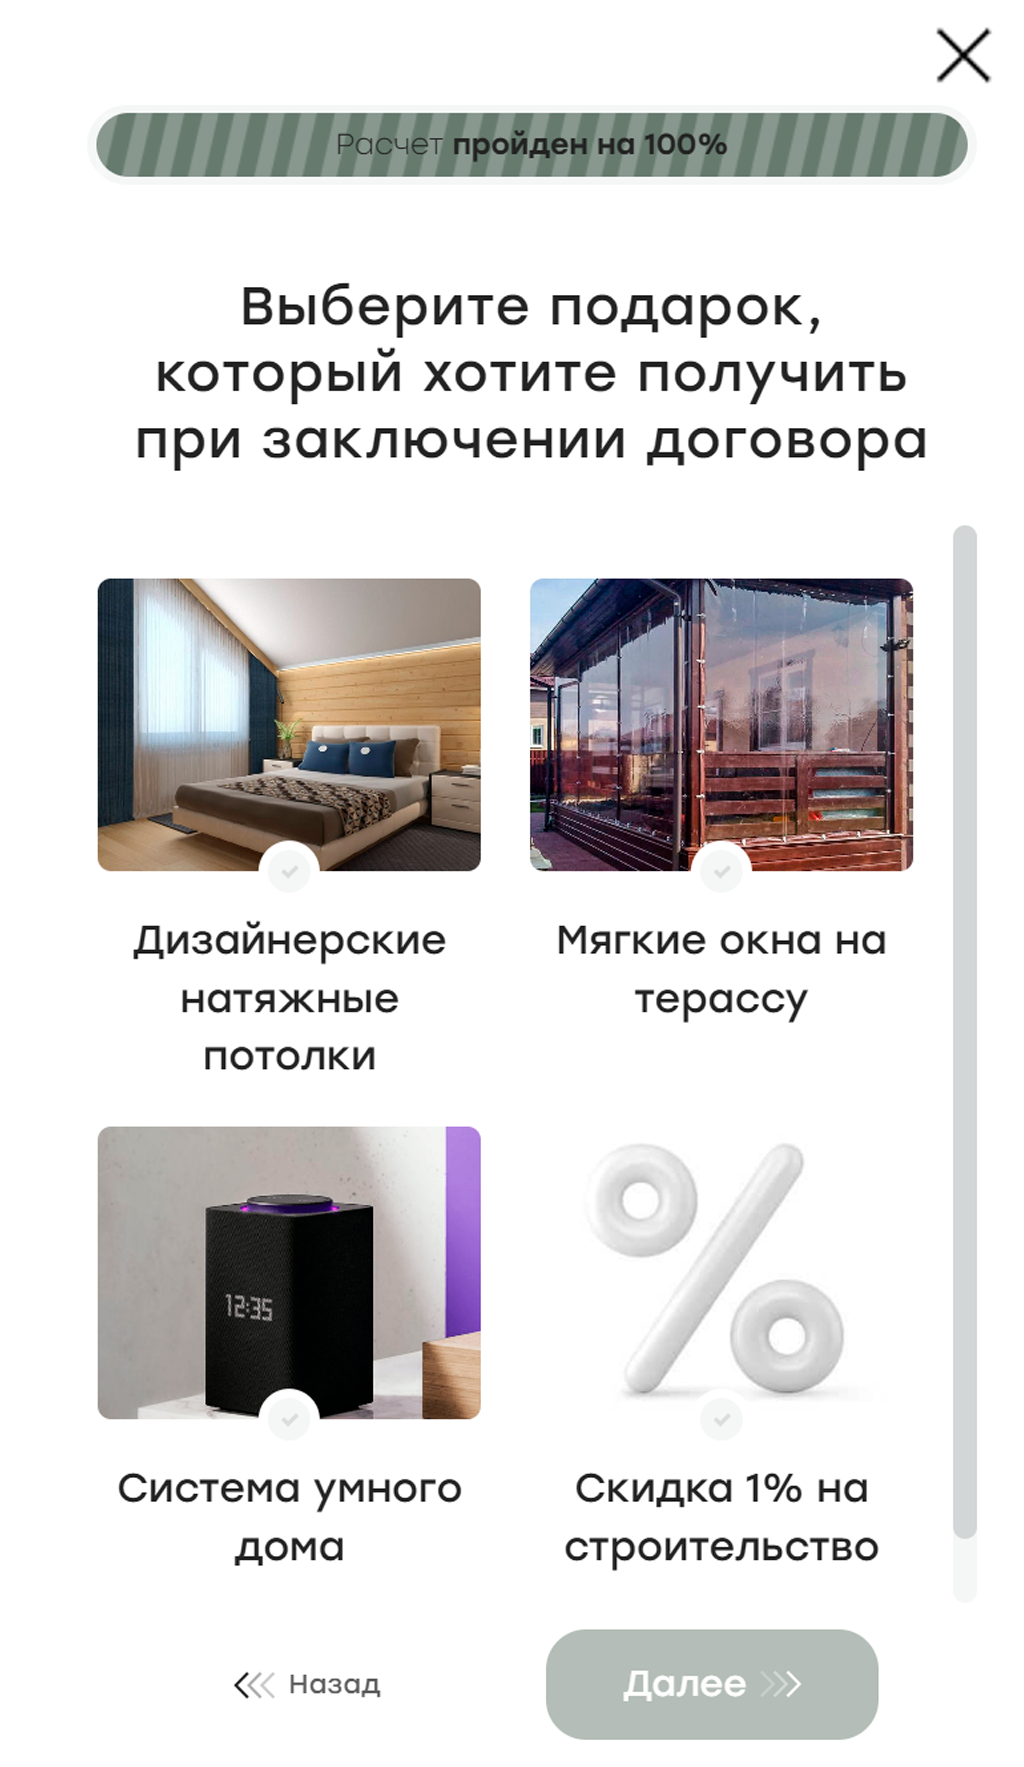 Расчет пройден на 100%
Выберите подарок,
который хотите получить
при заключении договора
Дизайнерские
натяжные
потолки
Мягкие окна на
терассу
12:35
Система умного
дома
Скидка 1% на
строительство
Назад
Далее